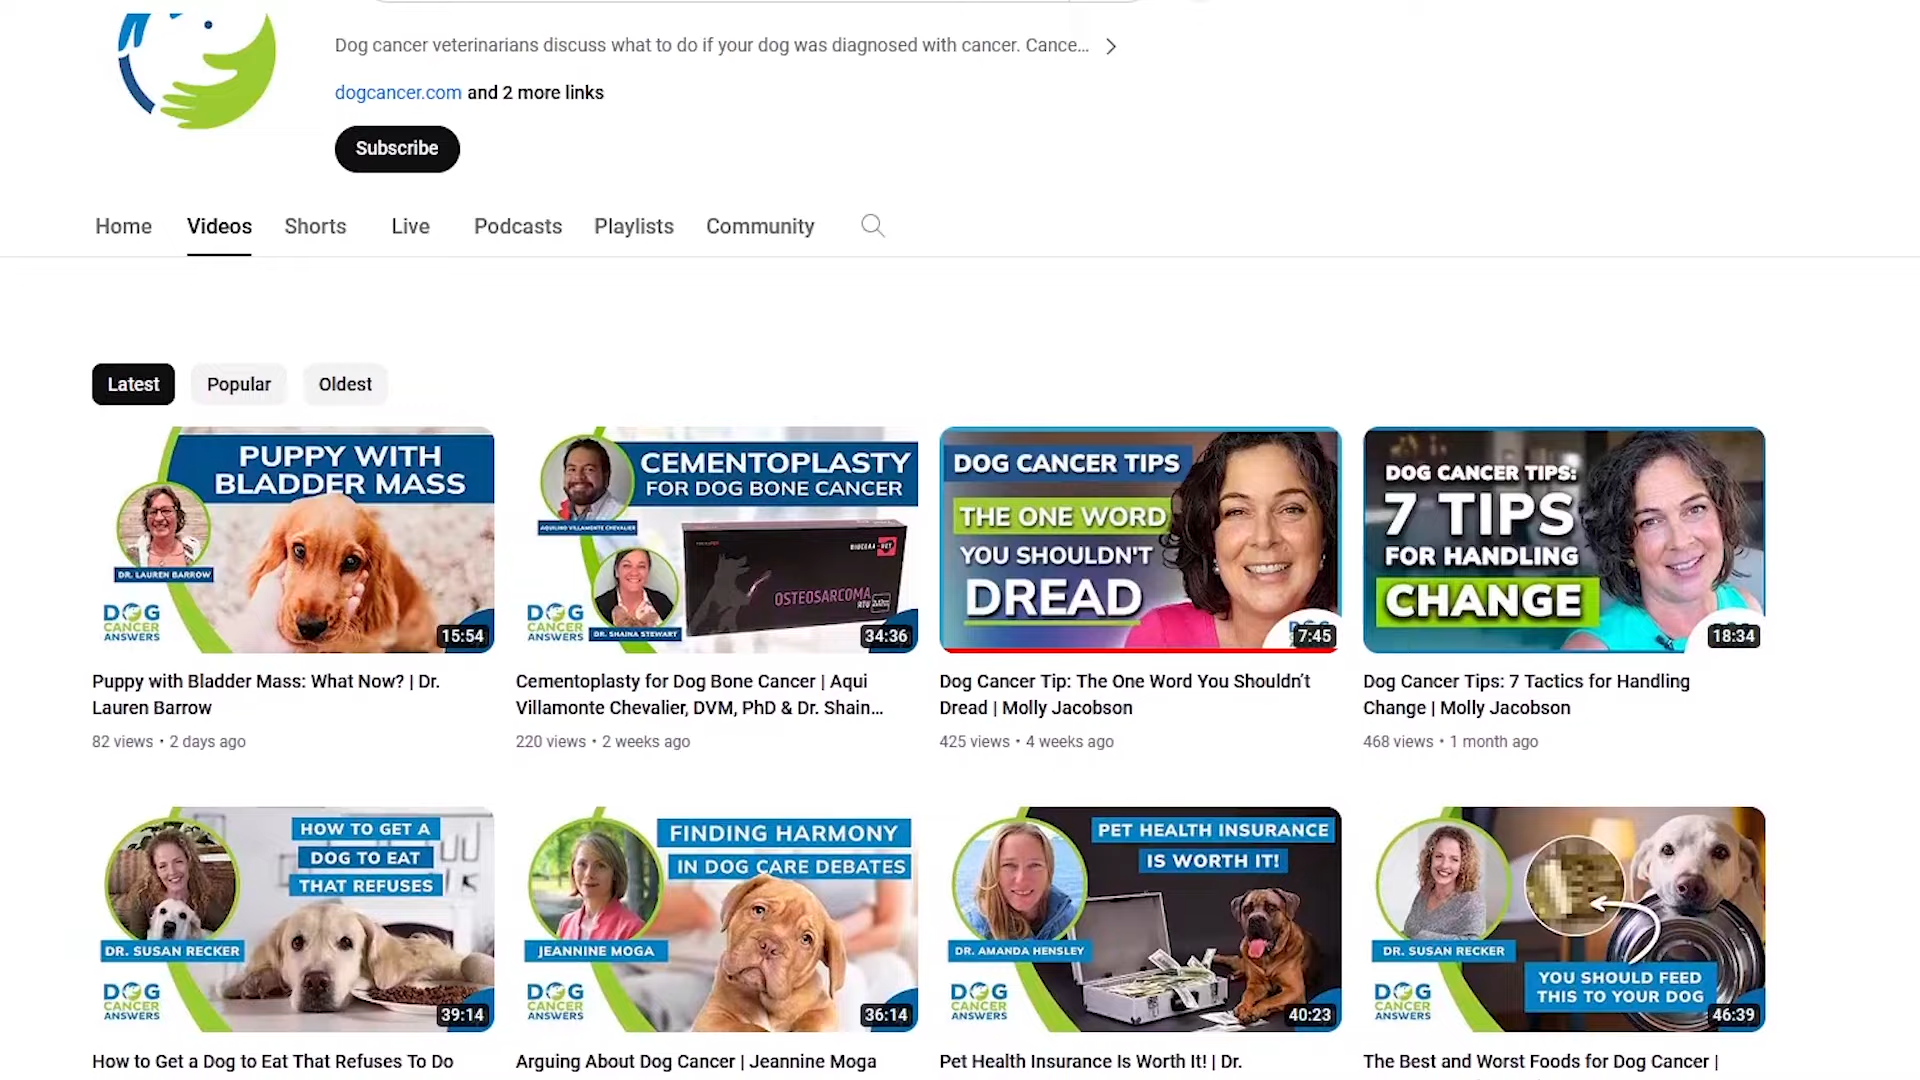 Dog cancer veterinarians discuss what to do if your dog was diagnosed with cancer. Cance...
dogcancer.com and 2 more links
Subscribe
Home Videos Shorts Live Podcasts Playlists Community
Latest Popular Oldest
PUPPY WITH
BLADDER MASS
DR. LAUREN BARROW
DOG
CANCER
ANSWERS
15:54
CEMENTOPLASTY
FOR DOG BONE CANCER
AQUILINO VILLAMONTE CHEVALIER
DR. SHAINA STEWART
OSTEOSARCOMA
DOG
CANCER
ANSWERS
34:36
DOG CANCER TIPS
THE ONE WORD
YOU SHOULDN'T
DREAD
7:45
DOG CANCER TIPS:
7 TIPS
FOR HANDLING
CHANGE
18:34
Puppy with Bladder Mass: What Now? | Dr.
Lauren Barrow
82 views • 2 days ago
Cementoplasty for Dog Bone Cancer | Aqui
Villamonte Chevalier, DVM, PhD & Dr. Shain...
220 views • 2 weeks ago
Dog Cancer Tip: The One Word You Shouldn’t
Dread | Molly Jacobson
425 views • 4 weeks ago
Dog Cancer Tips: 7 Tactics for Handling
Change | Molly Jacobson
468 views • 1 month ago
HOW TO GET A
DOG TO EAT
THAT REFUSES
DR. SUSAN RECKER
DOG
CANCER
ANSWERS
39:14
FINDING HARMONY
IN DOG CARE DEBATES
JEANNINE MOGA
DOG
CANCER
ANSWERS
36:14
PET HEALTH INSURANCE
IS WORTH IT!
DR. AMANDA HENSLEY
DOG
CANCER
ANSWERS
40:23
DR. SUSAN RECKER
YOU SHOULD FEED
THIS TO YOUR DOG
DOG
CANCER
ANSWERS
46:39
How to Get a Dog to Eat That Refuses To Do
Arguing About Dog Cancer | Jeannine Moga
Pet Health Insurance Is Worth It! | Dr.
The Best and Worst Foods for Dog Cancer |